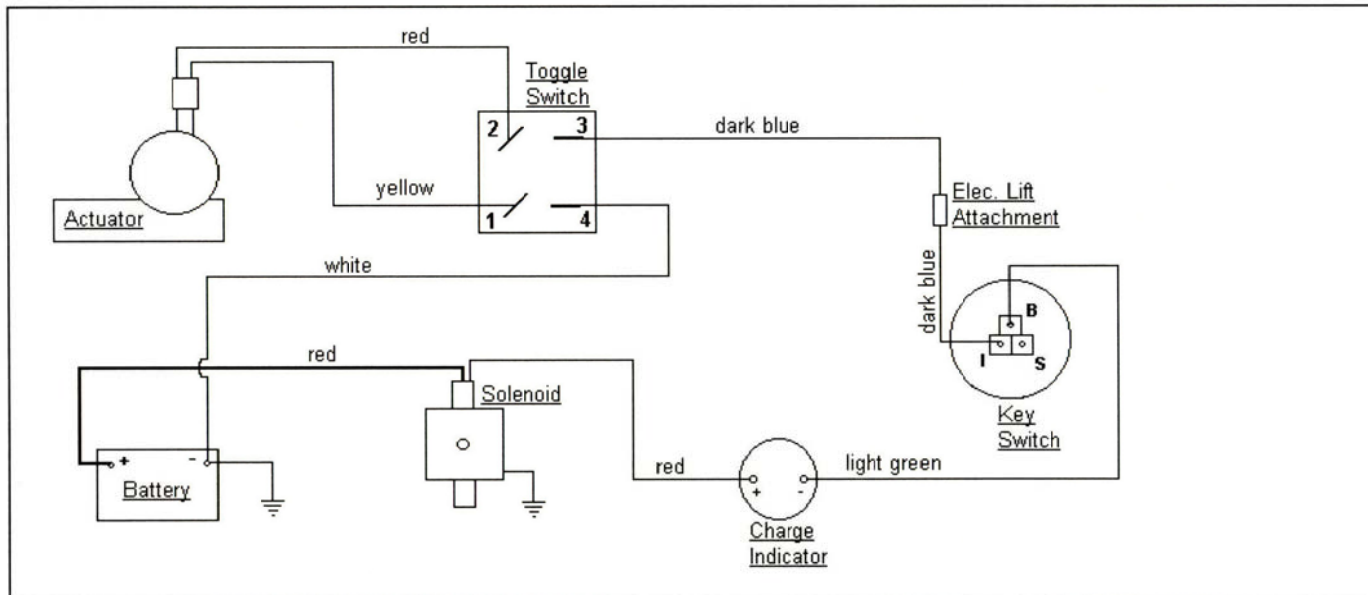 red
Toggle
Switch
2
3
dark blue
yellow
1
4
Actuator
Elec. Lift
Attachment
white
dark blue
B
I
S
red
Solenoid
Key
Switch
+
-
Battery
red
+
-
light green
Charge
Indicator